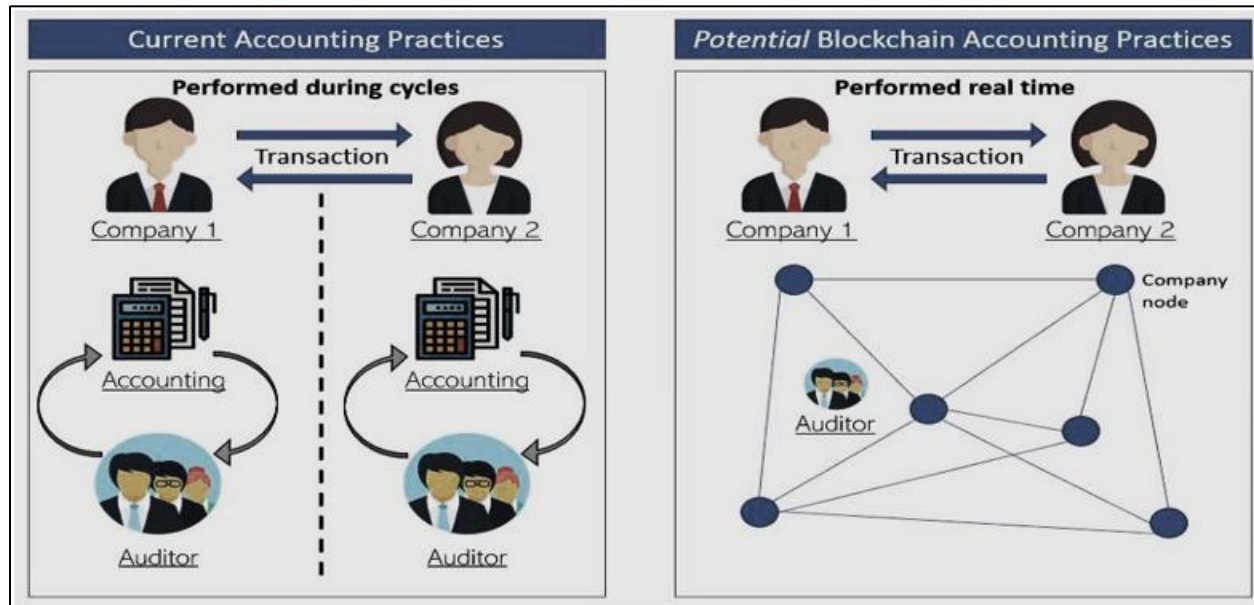 Current Accounting Practices
Performed during cycles
Transaction
Company 1
Company 2
Accounting
Accounting
Auditor
Auditor
Potential Blockchain Accounting Practices
Performed real time
Transaction
Company 1
Company 2
Company
node
Auditor